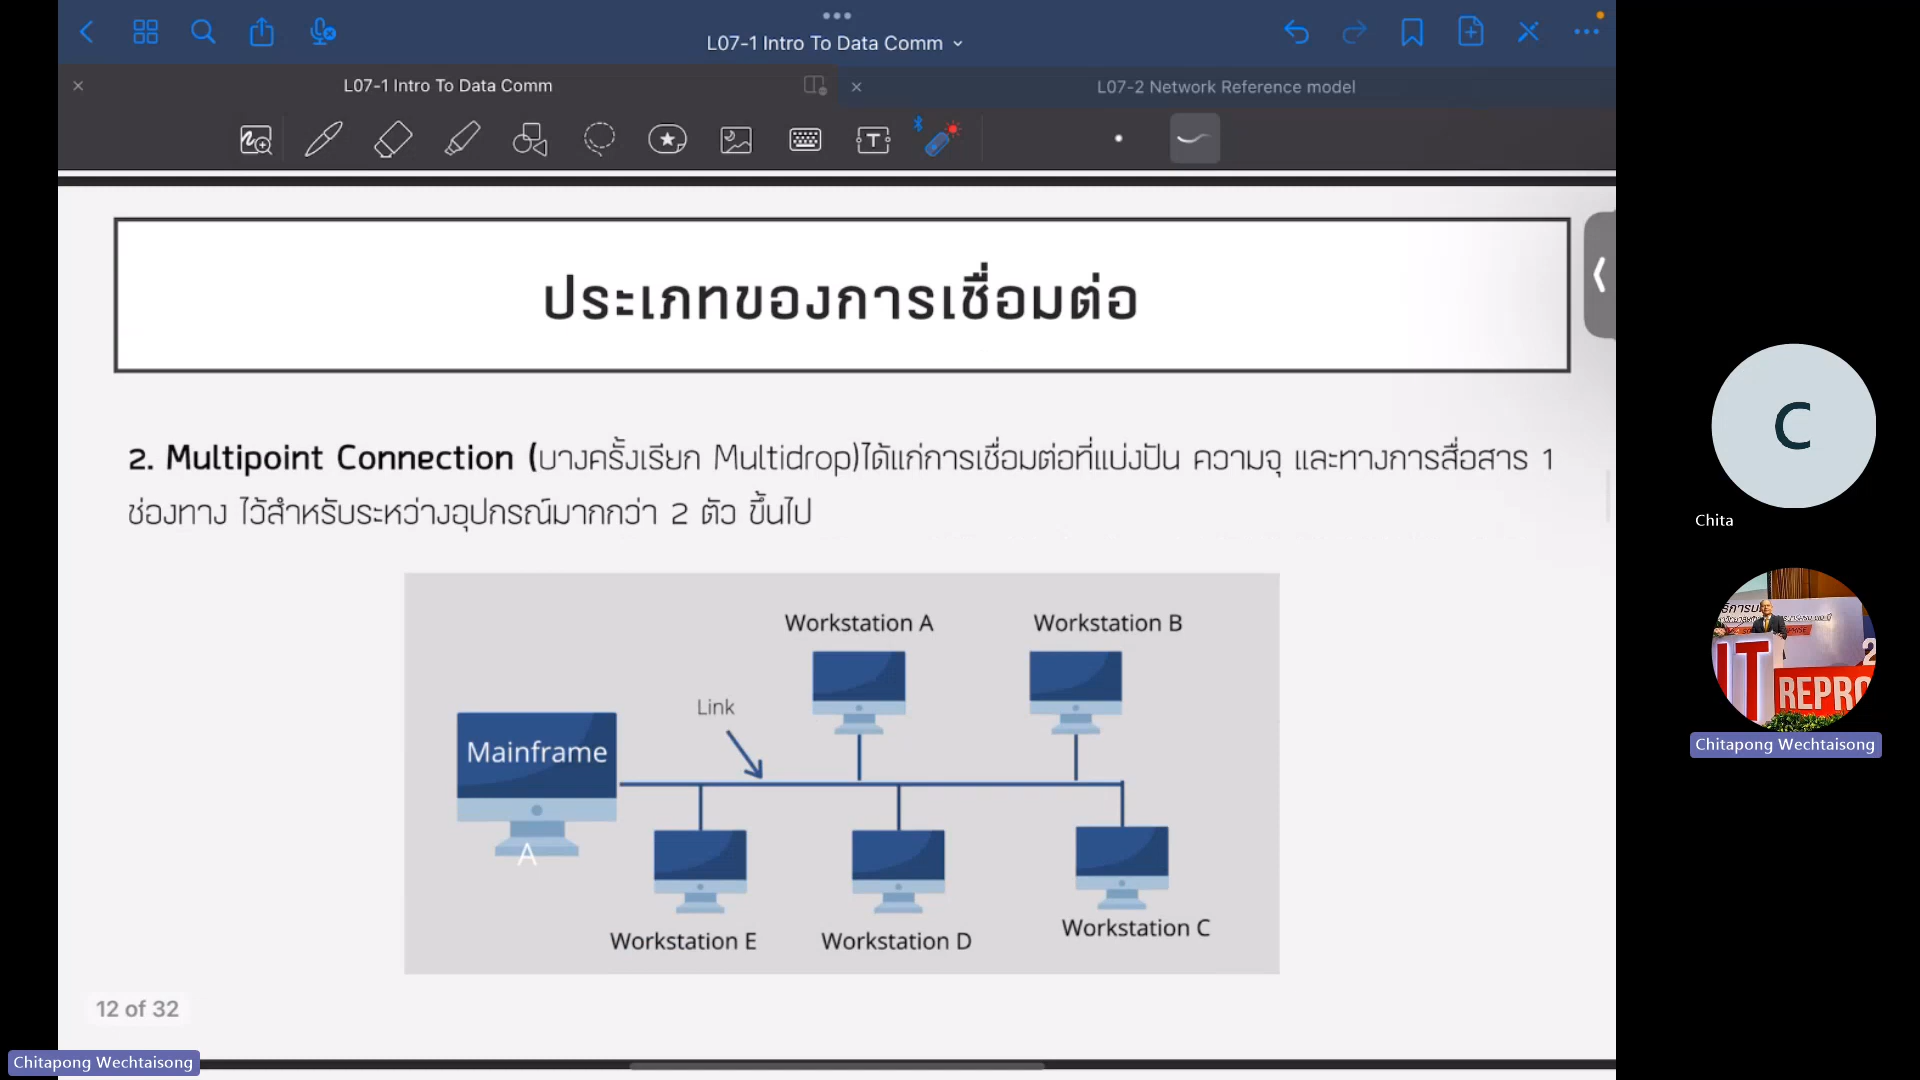 L07-1 Intro To Data Comm
L07-1 Intro To Data Comm
L07-2 Network Reference model
ประเภทของการเชื่อมต่อ
2. Multipoint Connection (บางครั้งเรียก Multidrop)ได้แก่การเชื่อมต่อที่แบ่งปัน ความจุ และทางการสื่อสาร 1
ช่องทาง ไว้สำหรับระหว่างอุปกรณ์มากกว่า 2 ตัว ขึ้นไป
Workstation A
Workstation B
Link
Mainframe
A
Workstation E
Workstation D
Workstation C
12 of 32
Chitapong Wechtaisong
C
Chita
IT
REPRO
Chitapong Wechtaisong